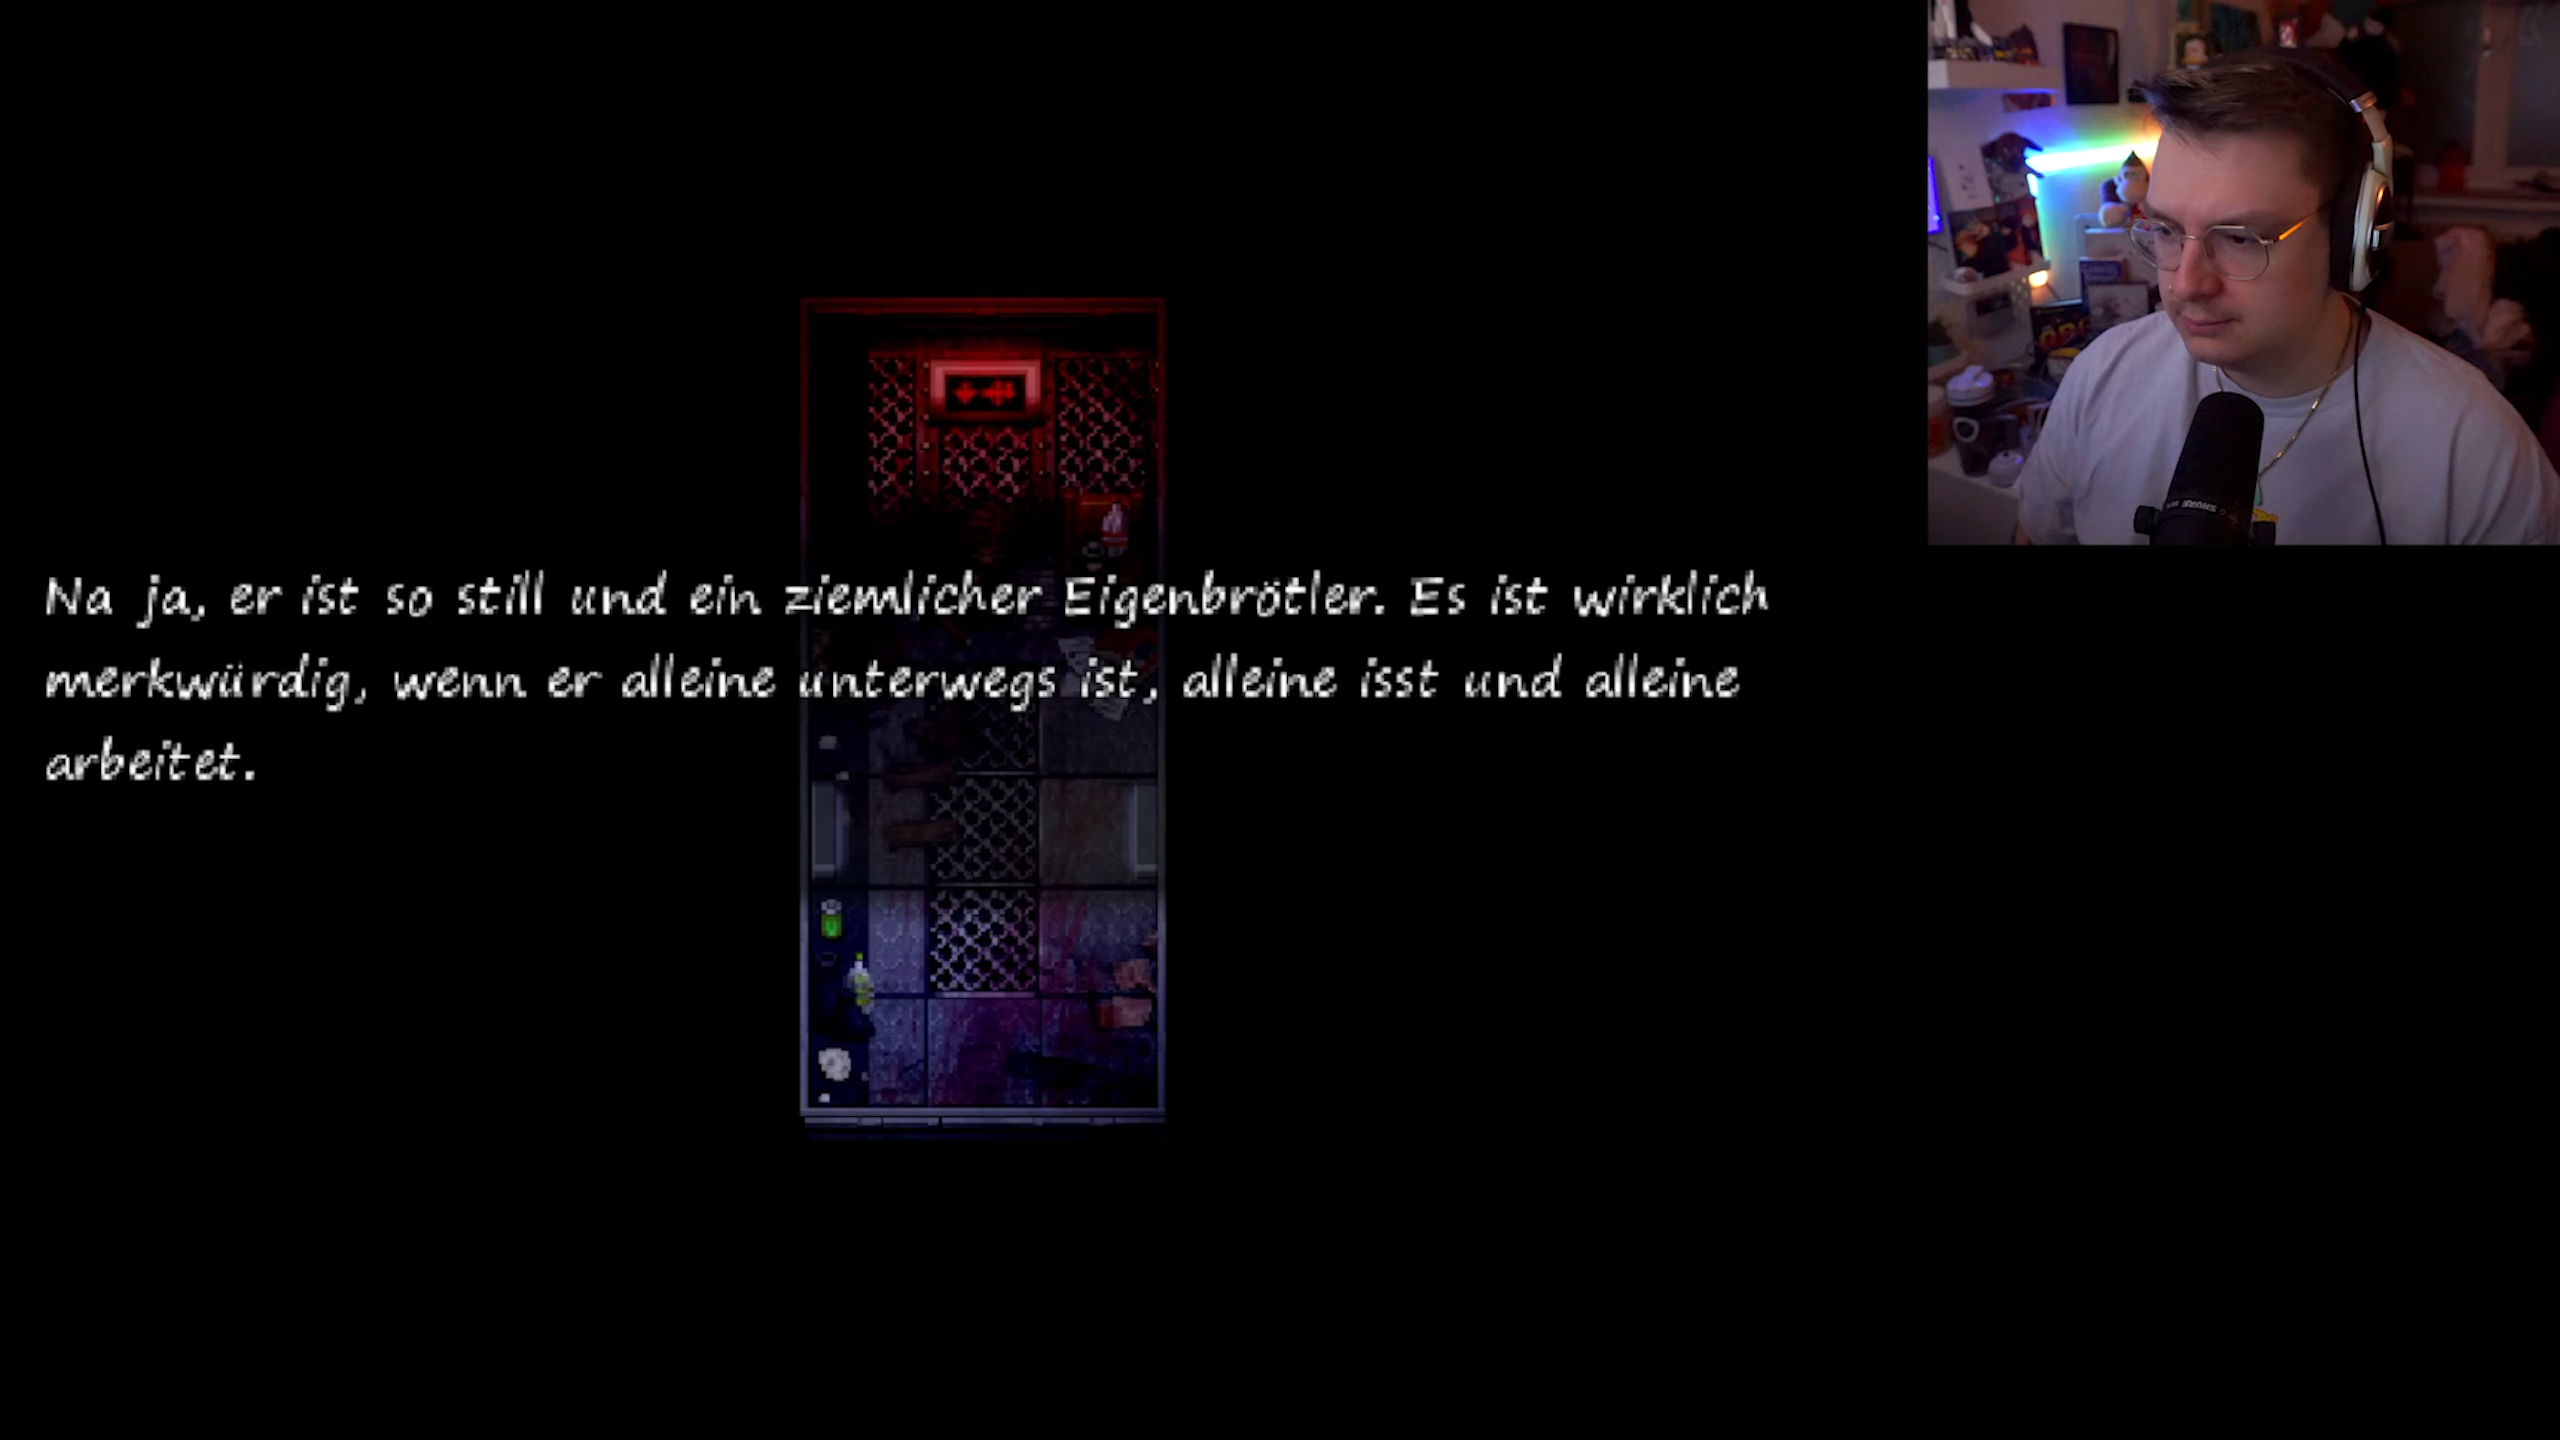 Na ja, er ist so still und ein ziemlicher Eigenbrötler. Es ist wirklich
merkwürdig, wenn er alleine unterwegs ist, alleine isst und alleine
arbeitet.
SHURE